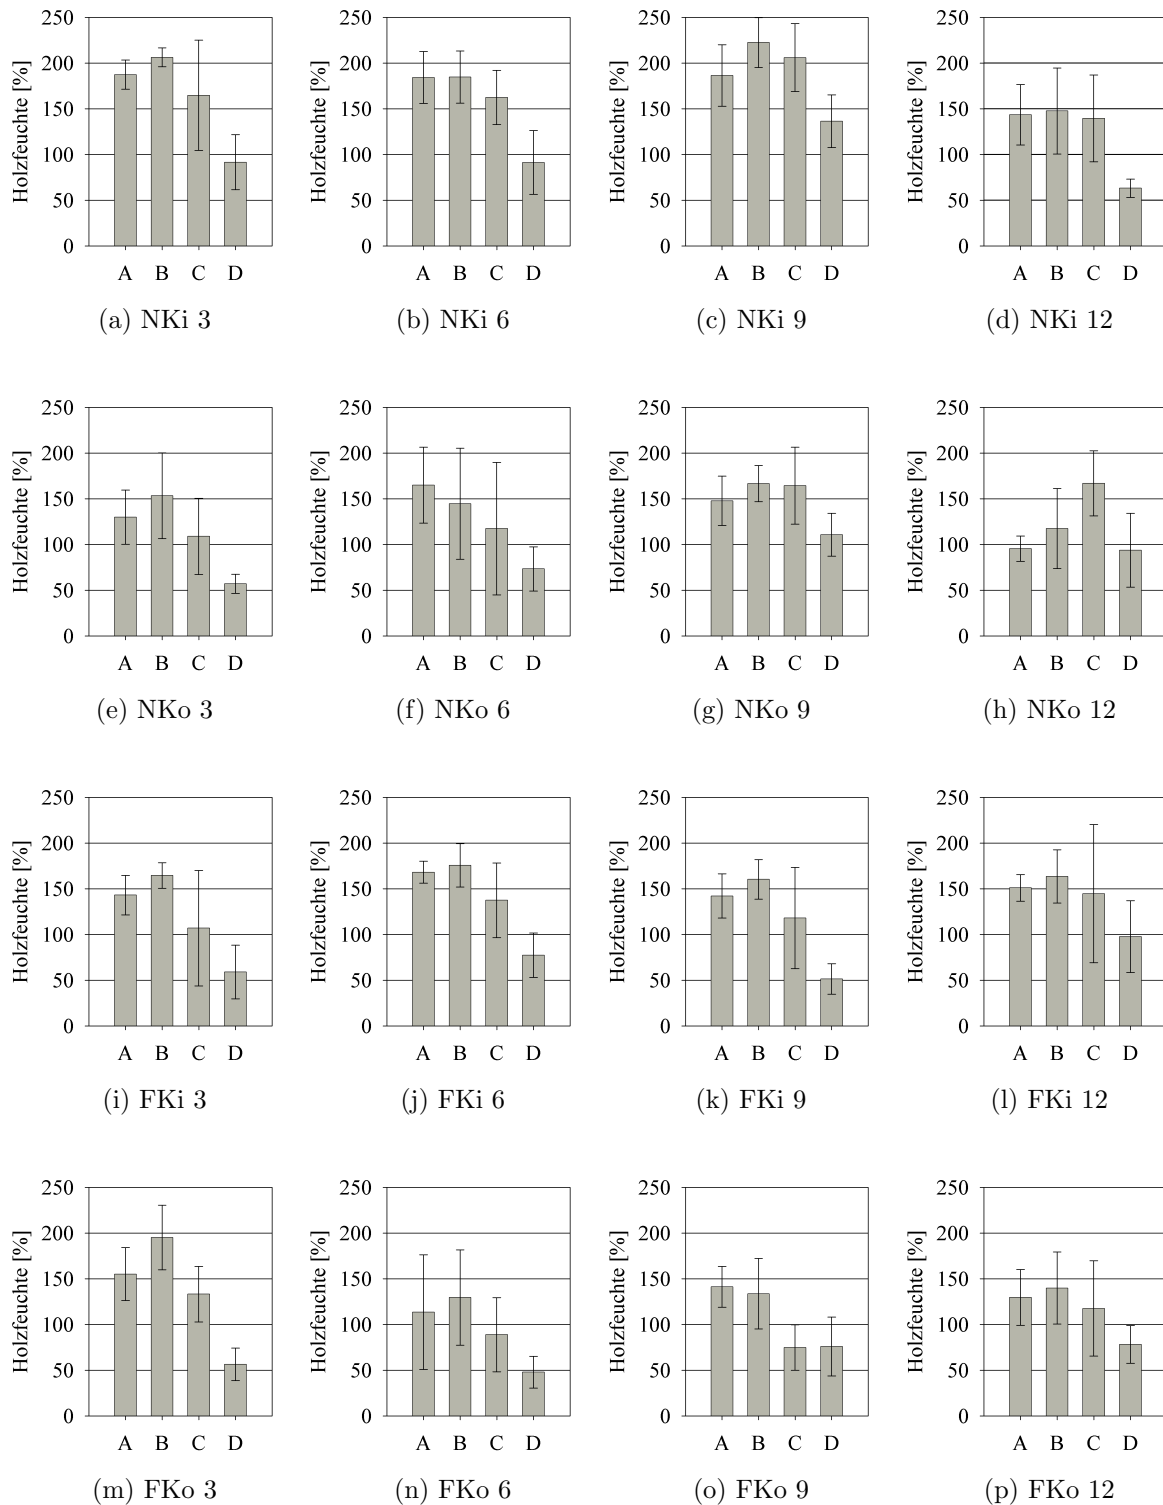 Holzfeuchte [%] 250 200 150 100 50 0 A B C D
Holzfeuchte [%] 250 200 150 100 50 0 A B C D
Holzfeuchte [%] 250 200 150 100 50 0 A B C D
Holzfeuchte [%] 250 200 150 100 50 0 A B C D
(a) NKi 3 (b) NKi 6 (c) NKi 9 (d) NKi 12
Holzfeuchte [%] 250 200 150 100 50 0 A B C D
Holzfeuchte [%] 250 200 150 100 50 0 A B C D
Holzfeuchte [%] 250 200 150 100 50 0 A B C D
Holzfeuchte [%] 250 200 150 100 50 0 A B C D
(e) NKo 3 (f) NKo 6 (g) NKo 9 (h) NKo 12
Holzfeuchte [%] 250 200 150 100 50 0 A B C D
Holzfeuchte [%] 250 200 150 100 50 0 A B C D
Holzfeuchte [%] 250 200 150 100 50 0 A B C D
Holzfeuchte [%] 250 200 150 100 50 0 A B C D
(i) FKi 3 (j) FKi 6 (k) FKi 9 (l) FKi 12
Holzfeuchte [%] 250 200 150 100 50 0 A B C D
Holzfeuchte [%] 250 200 150 100 50 0 A B C D
Holzfeuchte [%] 250 200 150 100 50 0 A B C D
Holzfeuchte [%] 250 200 150 100 50 0 A B C D
(m) FKo 3 (n) FKo 6 (o) FKo 9 (p) FKo 12